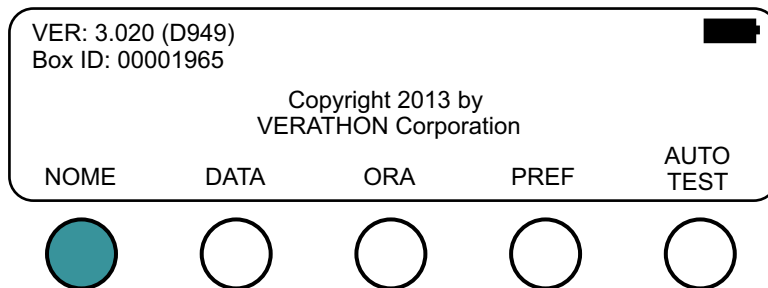 VER: 3.020 (D949)
Box ID: 00001965
Copyright 2013 by
VERATHON Corporation
NOME DATA ORA PREF AUTO TEST